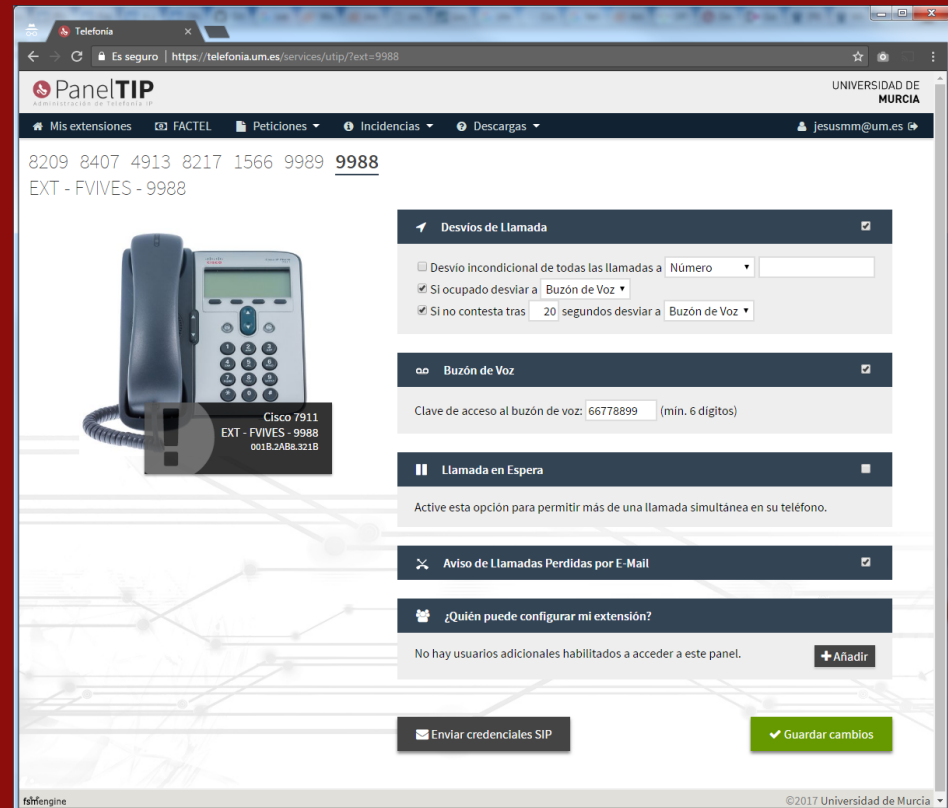 Telefonía
Es seguro | https://telefonia.um.es/services/utip/?ext=9988
PanelTIP
Administración de Telefonía IP
UNIVERSIDAD DE
MURCIA
Mis extensiones FACTEL Peticiones Incidencias Descargas jesusmm@um.es
8209 8407 4913 8217 1566 9989 9988
EXT - FVIVES - 9988
Desvíos de Llamada
Desvío incondicional de todas las llamadas a Número
Si ocupado desviar a Buzón de Voz
Si no contesta tras 20 segundos desviar a Buzón de Voz
Buzón de Voz
Clave de acceso al buzón de voz: 66778899 (mín. 6 dígitos)
Cisco 7911
EXT - FVIVES - 9988
001B.2AB8.321B
Llamada en Espera
Active esta opción para permitir más de una llamada simultánea en su teléfono.
Aviso de Llamadas Perdidas por E-Mail
¿Quién puede configurar mi extensión?
No hay usuarios adicionales habilitados a acceder a este panel. Añadir
Enviar credenciales SIP Guardar cambios
©2017 Universidad de Murcia